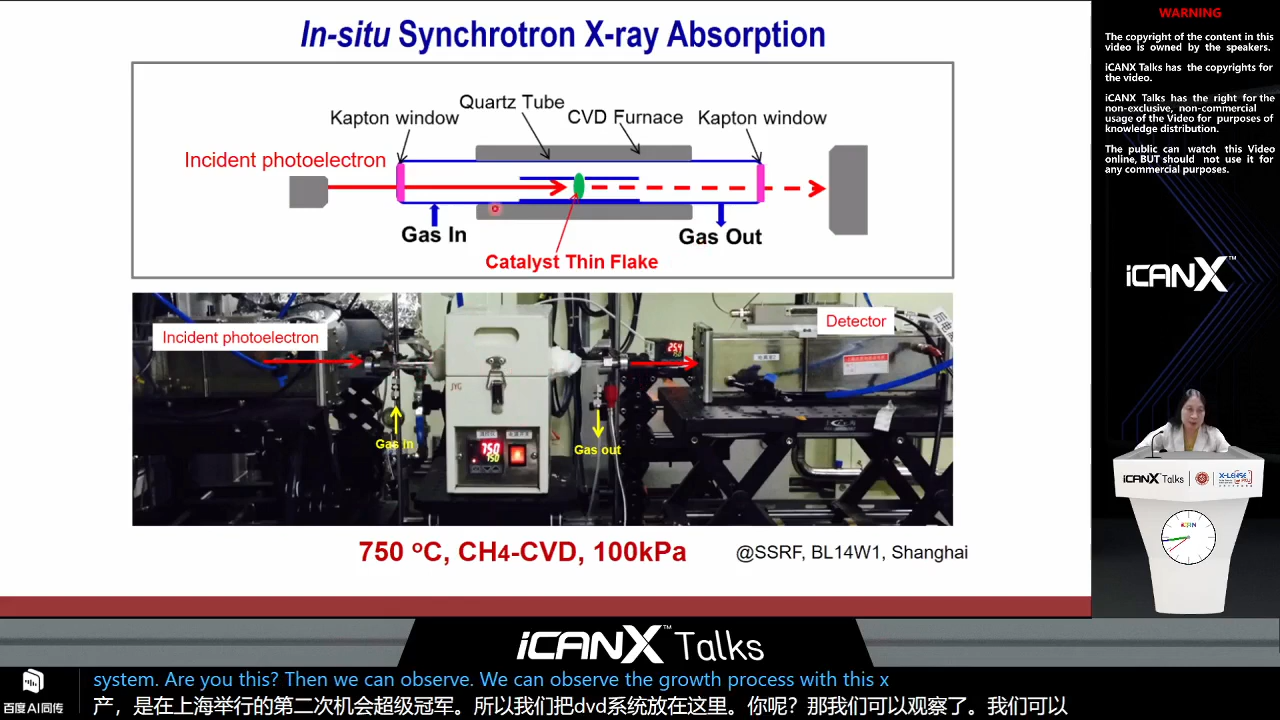 In-situ Synchrotron X-ray Absorption
Quartz Tube
Kapton window
CVD Furnace
Kapton window
Incident photoelectron
Gas In
Gas Out
Catalyst Thin Flake
Incident photoelectron
Detector
Gas in
Gas out
JYG
750
750
254
750 °C, CH4-CVD, 100kPa
@SSRF, BL14W1, Shanghai
WARNING
The copyright of the content in this
video is owned by the speakers.
iCANX Talks has the copyrights for
the video.
iCANX Talks has the right for the
non-exclusive, non-commercial
usage of the Video for purposes of
knowledge distribution.
The public can watch this Video
online, BUT should not use it for
any commercial purposes.
iCANX™
iCANX Talks
X-LENSE
iCAN
iCANX™ Talks
百度AI同传
system. Are you this? Then we can observe. We can observe the growth process with this x
产，是在上海举行的第二次机会超级冠军。所以我们把dvd系统放在这里。你呢？那我们可以观察了。我们可以